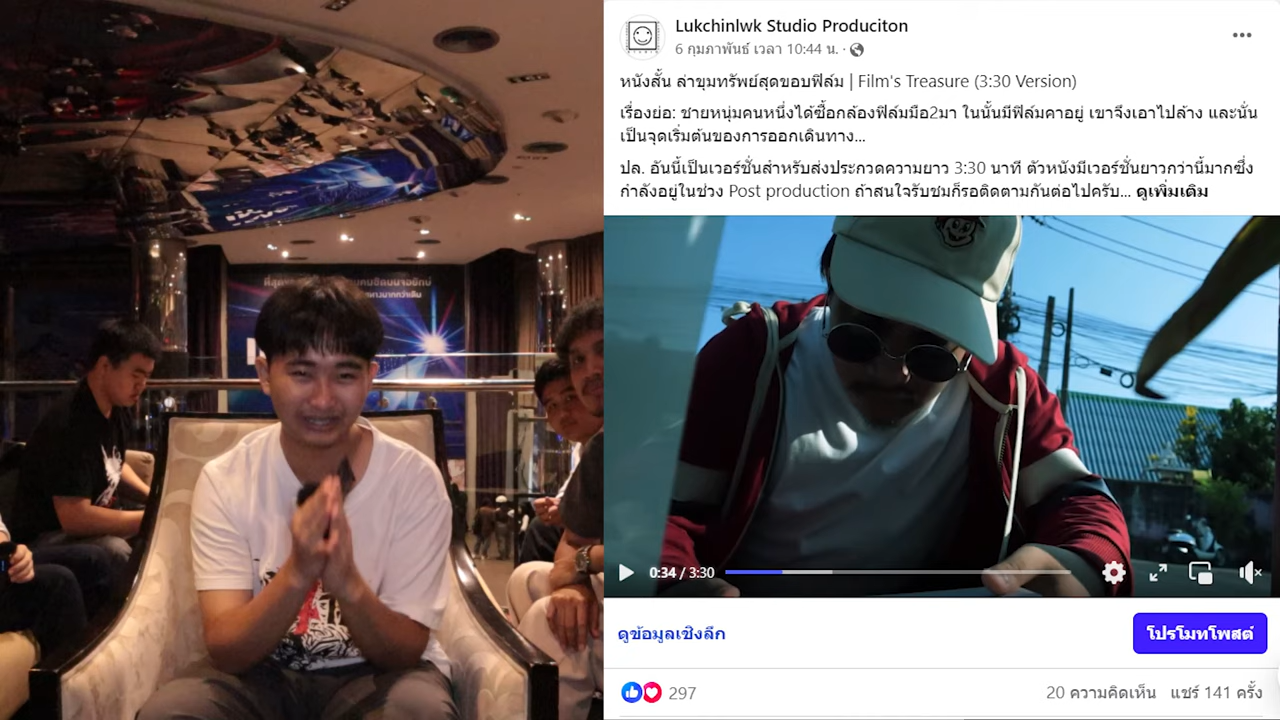 Lukchinlwk Studio Produciton
6 กุมภาพันธ์ เวลา 10:44 น. ·
หนังสั้น ล่าขุมทรัพย์สุดขอบฟิล์ม | Film's Treasure (3:30 Version)
เรื่องย่อ: ชายหนุ่มคนหนึ่งได้ซื้อกล้องฟิล์มมือ2มา ในนั้นมีฟิล์มคาอยู่ เขาจึงเอาไปล้าง และนั่น
เป็นจุดเริ่มต้นของการออกเดินทาง...
ปล. อันนี้เป็นเวอร์ชั่นสำหรับส่งประกวดความยาว 3:30 นาที ตัวหนังมีเวอร์ชั่นยาวกว่านี้มากซึ่ง
กำลังอยู่ในช่วง Post production ถ้าสนใจรับชมก็รอติดตามกันต่อไปครับ... ดูเพิ่มเติม
0:34 / 3:30
ดูข้อมูลเชิงลึก
โปรโมทโพสต์
297
20 ความคิดเห็น แชร์ 141 ครั้ง